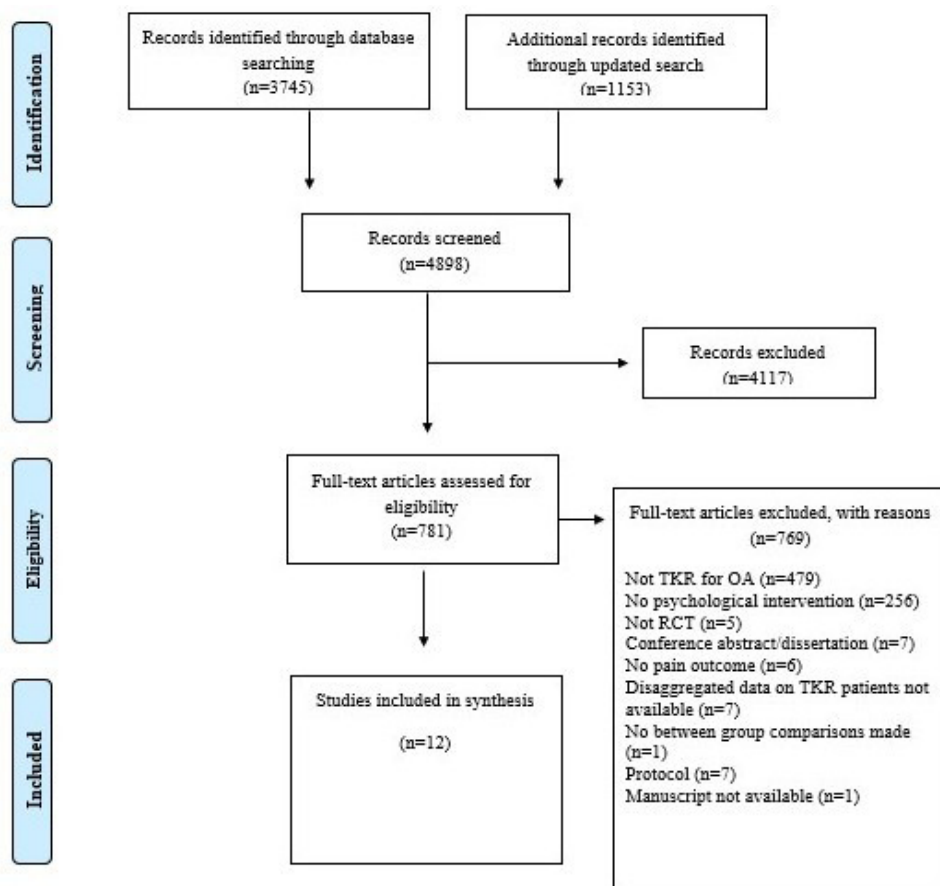 Identification
Records identified through database
searching
(n=3745)
Additional records identified
through updated search
(n=1153)
Screening
Records screened
(n=4898)
Records excluded
(n=4117)
Eligibility
Full-text articles assessed for
eligibility
(n=781)
Full-text articles excluded, with reasons
(n=769)
Not TKR for OA (n=479)
No psychological intervention (n=256)
Not RCT (n=5)
Conference abstract/dissertation (n=7)
No pain outcome (n=6)
Disaggregated data on TKR patients not
available (n=7)
No between group comparisons made
(n=1)
Protocol (n=7)
Manuscript not available (n=1)
Included
Studies included in synthesis
(n=12)